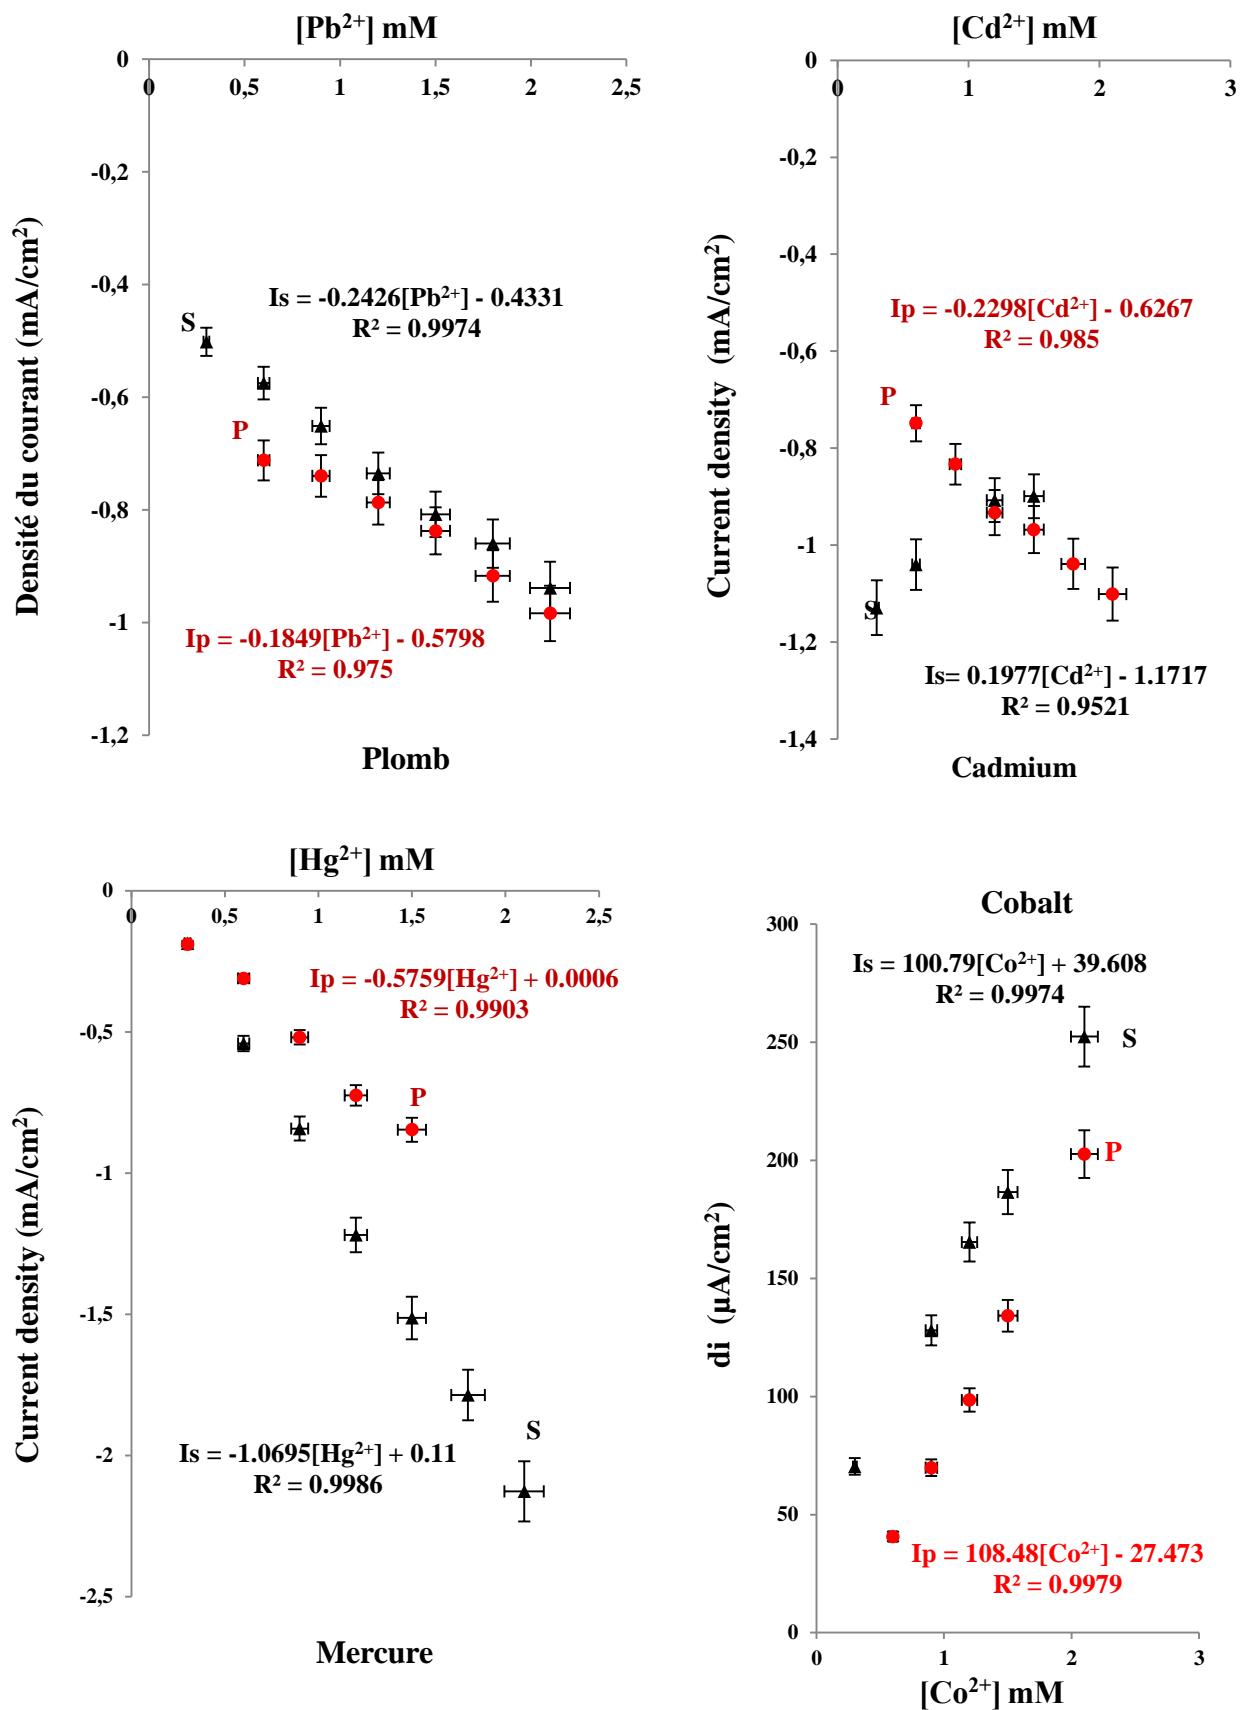 [Pb²⁺] mM
0
0 0,5 1 1,5 2 2,5
-0,2
-0,4
-0,6
-0,8
-1
-1,2
Densité du courant (mA/cm²)
Is = -0.2426[Pb²⁺] - 0.4331
R² = 0.9974
S
P
Ip = -0.1849[Pb²⁺] - 0.5798
R² = 0.975
Plomb
[Cd²⁺] mM
0
0 1 2 3
-0,2
-0,4
-0,6
-0,8
-1
-1,2
-1,4
Current density (mA/cm²)
Ip = -0.2298[Cd²⁺] - 0.6267
R² = 0.985
P
S
Is= 0.1977[Cd²⁺] - 1.1717
R² = 0.9521
Cadmium
[Hg²⁺] mM
0
0 0,5 1 1,5 2 2,5
-0,5
-1
-1,5
-2
-2,5
Current density (mA/cm²)
Ip = -0.5759[Hg²⁺] + 0.0006
R² = 0.9903
P
S
Is = -1.0695[Hg²⁺] + 0.11
R² = 0.9986
Mercure
Cobalt
300
250
200
150
100
50
0
di (µA/cm²)
Is = 100.79[Co²⁺] + 39.608
R² = 0.9974
S
P
Ip = 108.48[Co²⁺] - 27.473
R² = 0.9979
0 1 2 3
[Co²⁺] mM